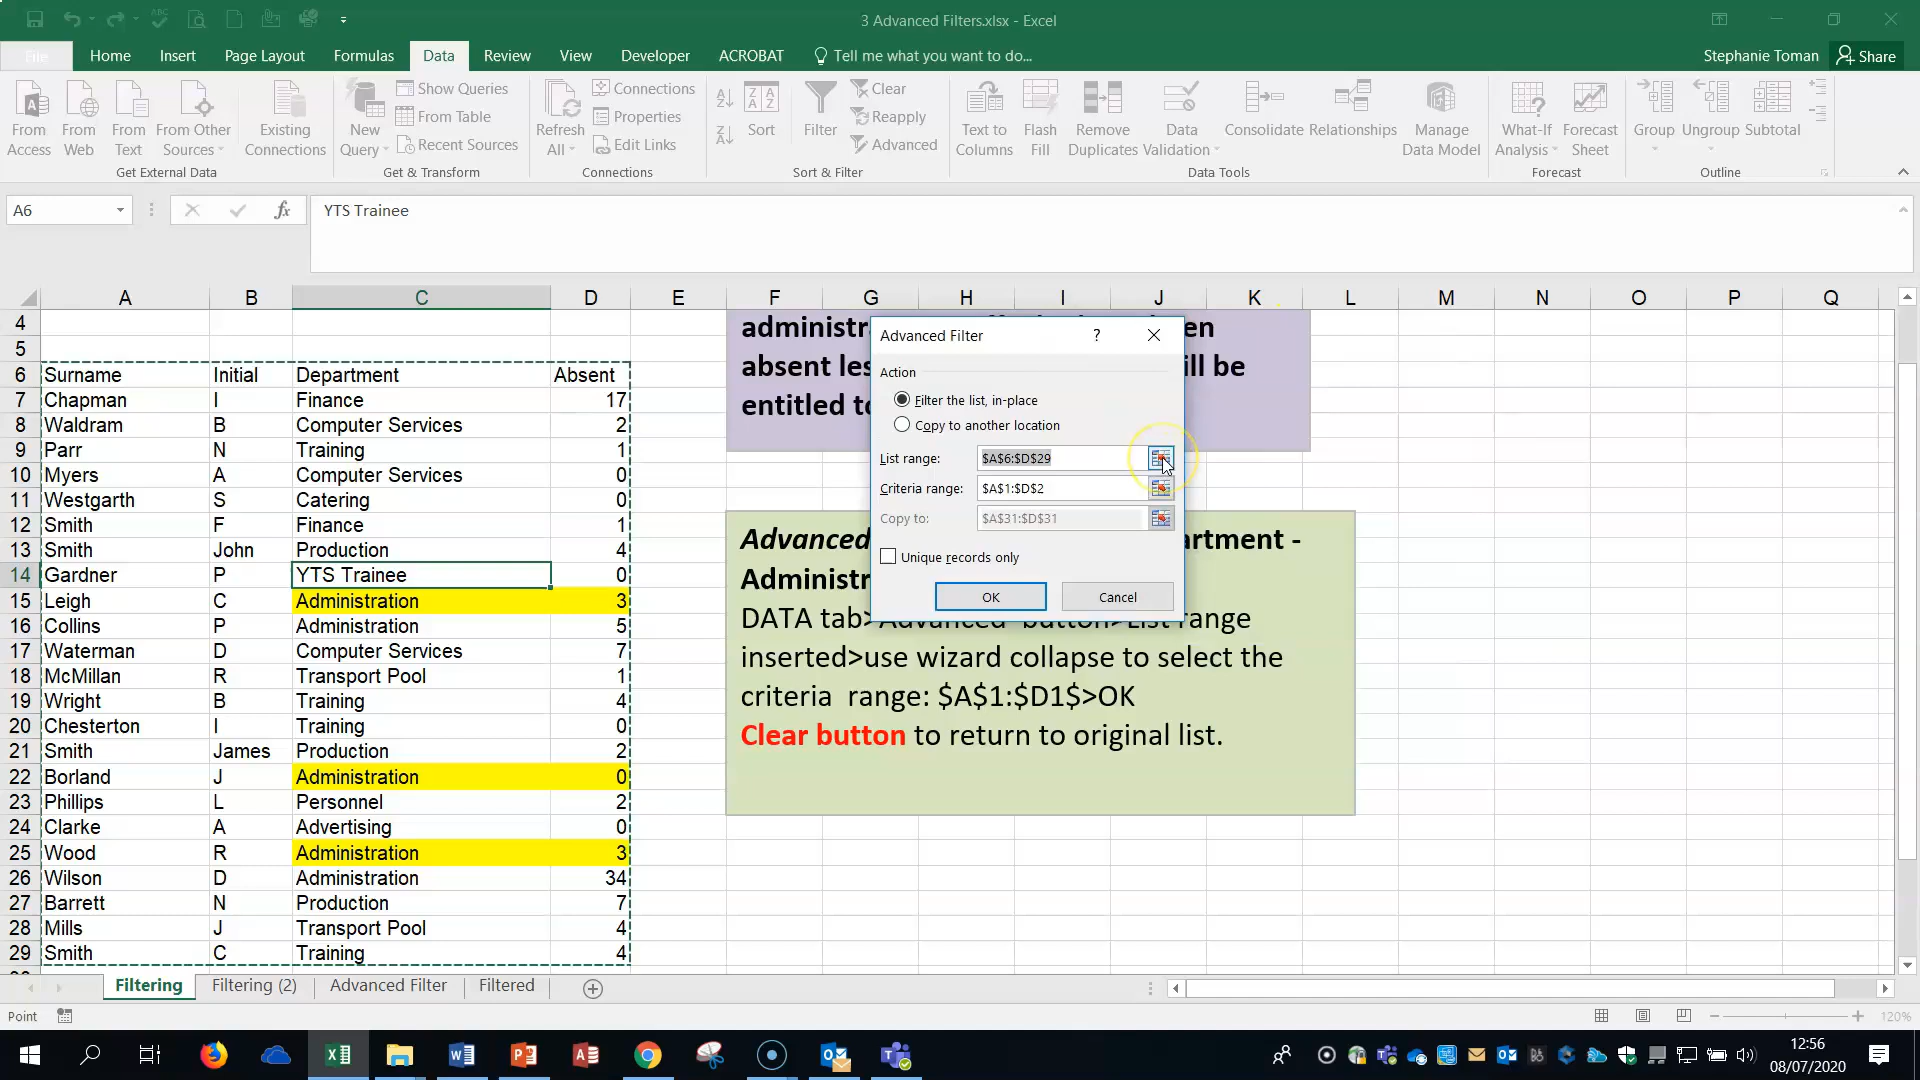 3 Advanced Filters.xlsx - Excel
File Home Insert Page Layout Formulas Data Review View Developer ACROBAT Tell me what you want to do... Stephanie Toman Share
From Access
From Web
From Text
From Other Sources
Existing Connections
Get External Data
New Query
Show Queries
From Table
Recent Sources
Get & Transform
Refresh All
Connections
Properties
Edit Links
Connections
Sort
Filter
Clear
Reapply
Advanced
Sort & Filter
Text to Columns
Flash Fill
Remove Duplicates
Data Validation
Consolidate
Relationships
Manage Data Model
Data Tools
What-If Analysis
Forecast Sheet
Forecast
Group
Ungroup
Subtotal
Outline
A6 fx YTS Trainee
A B C D E F G H I J K L M N O P Q
4
5
6 Surname Initial Department Absent
7 Chapman I Finance 17
8 Waldram B Computer Services 2
9 Parr N Training 1
10 Myers A Computer Services 0
11 Westgarth S Catering 0
12 Smith F Finance 1
13 Smith John Production 4
14 Gardner P YTS Trainee 0
15 Leigh C Administration 3
16 Collins P Administration 5
17 Waterman D Computer Services 7
18 McMillan R Transport Pool 1
19 Wright B Training 4
20 Chesterton I Training 0
21 Smith James Production 2
22 Borland J Administration 0
23 Phillips L Personnel 2
24 Clarke A Advertising 0
25 Wood R Administration 3
26 Wilson D Administration 34
27 Barrett N Production 7
28 Mills J Transport Pool 4
29 Smith C Training 4
administr en
absent les ill be
entitled to
Advanced Filter ?
Action
Filter the list, in-place
Copy to another location
List range: $A$6:$D$29
Criteria range: $A$1:$D$2
Copy to: $A$31:$D$31
Unique records only
OK Cancel
Advanced artment -
Administr
DATA tab>Advanced button>List range
inserted>use wizard collapse to select the
criteria range: $A$1:$D1$>OK
Clear button to return to original list.
Filtering Filtering (2) Advanced Filter Filtered
Point 120%
12:56
08/07/2020